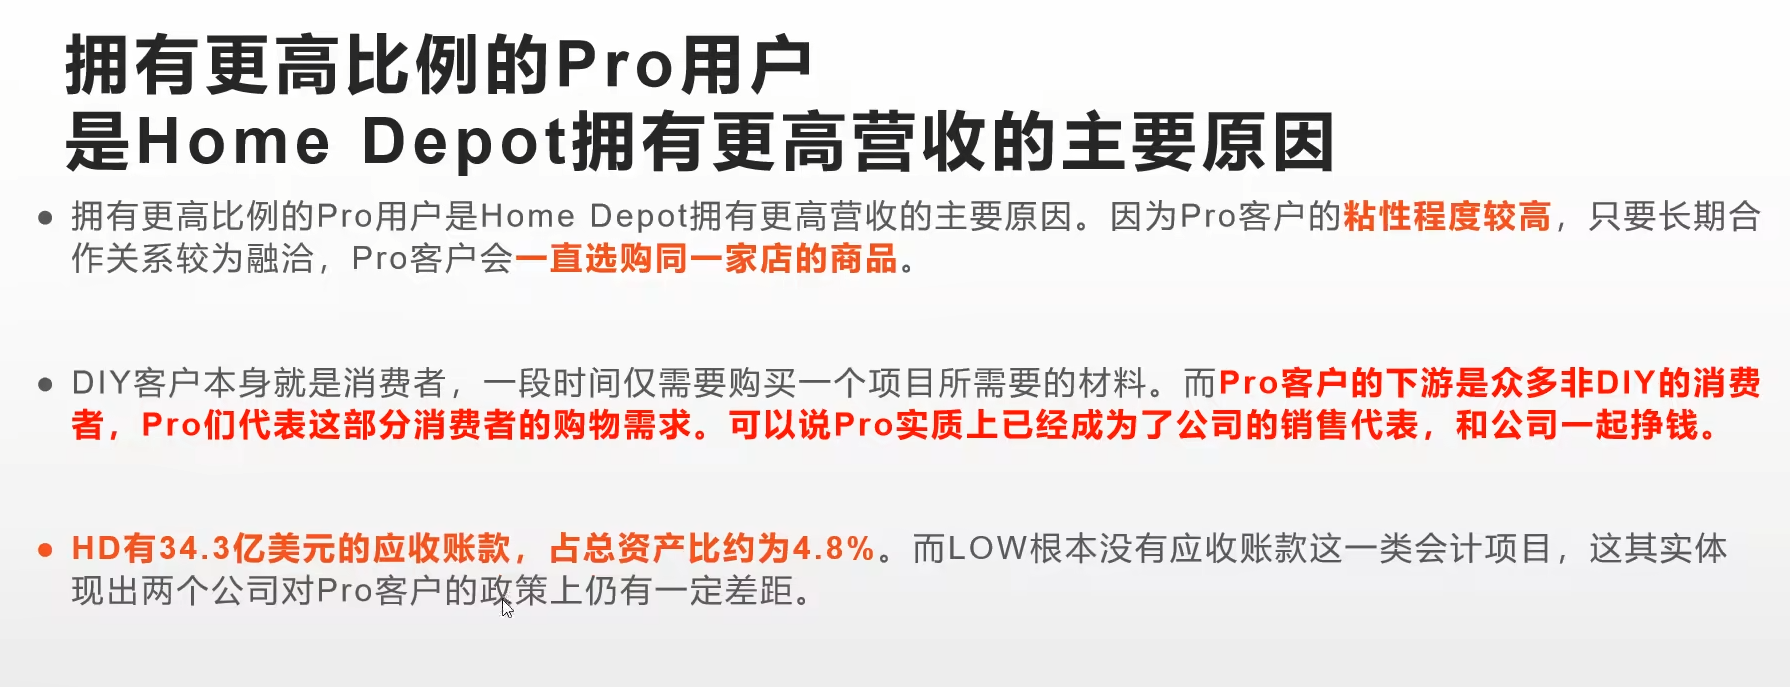 拥有更高比例的Pro用户
是Home Depot拥有更高营收的主要原因
● 拥有更高比例的Pro用户是Home Depot拥有更高营收的主要原因。因为Pro客户的粘性程度较高，只要长期合
作关系较为融洽，Pro客户会一直选购同一家店的商品。
● DIY客户本身就是消费者，一段时间仅需要购买一个项目所需要的材料。而Pro客户的下游是众多非DIY的消费
者，Pro们代表这部分消费者的购物需求。可以说Pro实质上已经成为了公司的销售代表，和公司一起挣钱。
● HD有34.3亿美元的应收账款，占总资产比约为4.8%。而LOW根本没有应收账款这一类会计项目，这其实体
现出两个公司对Pro客户的政策上仍有一定差距。